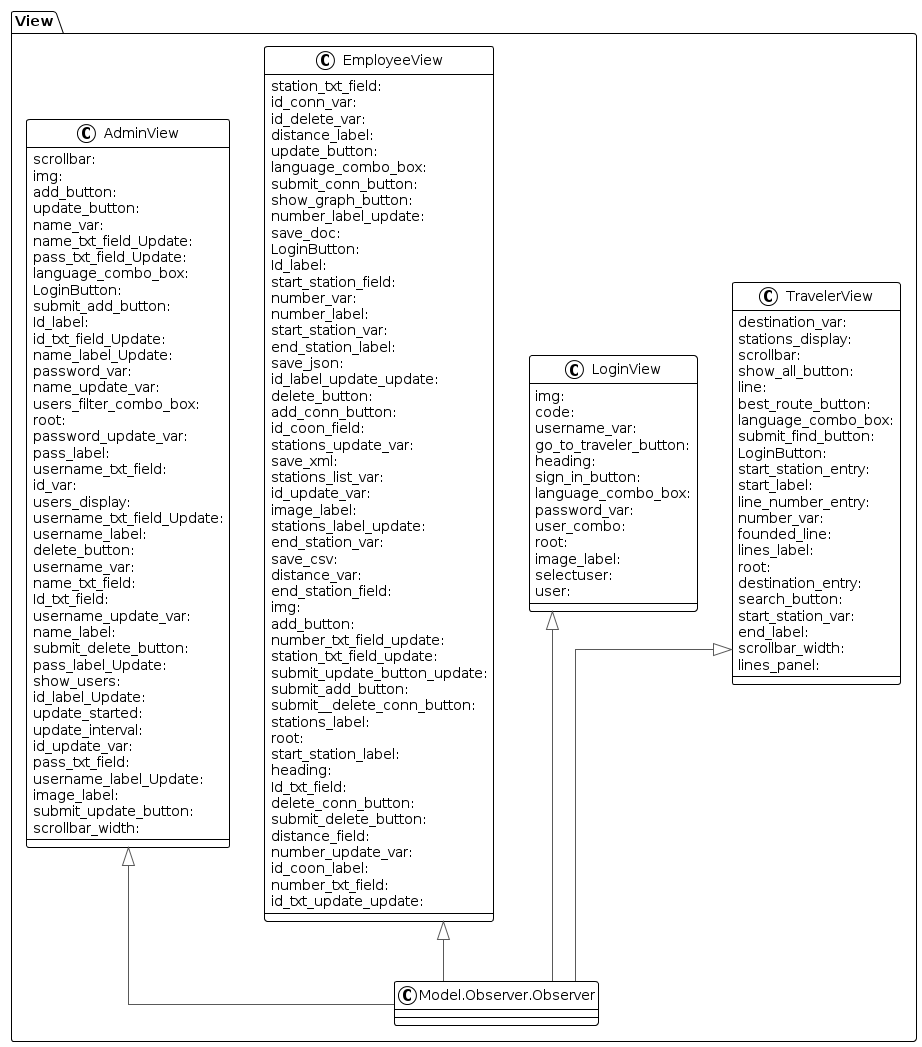 View
C AdminView
scrollbar:
img:
add_button:
update_button:
name_var:
name_txt_field_Update:
pass_txt_field_Update:
language_combo_box:
LoginButton:
submit_add_button:
Id_label:
id_txt_field_Update:
name_label_Update:
password_var:
name_update_var:
users_filter_combo_box:
root:
password_update_var:
pass_label:
username_txt_field:
id_var:
users_display:
username_txt_field_Update:
username_label:
delete_button:
username_var:
name_txt_field:
Id_txt_field:
username_update_var:
name_label:
submit_delete_button:
pass_label_Update:
show_users:
id_label_Update:
update_started:
update_interval:
id_update_var:
pass_txt_field:
username_label_Update:
image_label:
submit_update_button:
scrollbar_width:
C EmployeeView
station_txt_field:
id_conn_var:
id_delete_var:
distance_label:
update_button:
language_combo_box:
submit_conn_button:
show_graph_button:
number_label_update:
save_doc:
LoginButton:
Id_label:
start_station_field:
number_var:
number_label:
start_station_var:
end_station_label:
save_json:
id_label_update_update:
delete_button:
add_conn_button:
id_coon_field:
stations_update_var:
save_xml:
stations_list_var:
id_update_var:
image_label:
stations_label_update:
end_station_var:
save_csv:
distance_var:
end_station_field:
img:
add_button:
number_txt_field_update:
station_txt_field_update:
submit_update_button_update:
submit_add_button:
submit__delete_conn_button:
stations_label:
root:
start_station_label:
heading:
Id_txt_field:
delete_conn_button:
submit_delete_button:
distance_field:
number_update_var:
id_coon_label:
number_txt_field:
id_txt_update_update:
C LoginView
img:
code:
username_var:
go_to_traveler_button:
heading:
sign_in_button:
language_combo_box:
password_var:
user_combo:
root:
image_label:
selectuser:
user:
C TravelerView
destination_var:
stations_display:
scrollbar:
show_all_button:
line:
best_route_button:
language_combo_box:
submit_find_button:
LoginButton:
start_station_entry:
start_label:
line_number_entry:
number_var:
founded_line:
lines_label:
root:
destination_entry:
search_button:
start_station_var:
end_label:
scrollbar_width:
lines_panel:
C Model.Observer.Observer